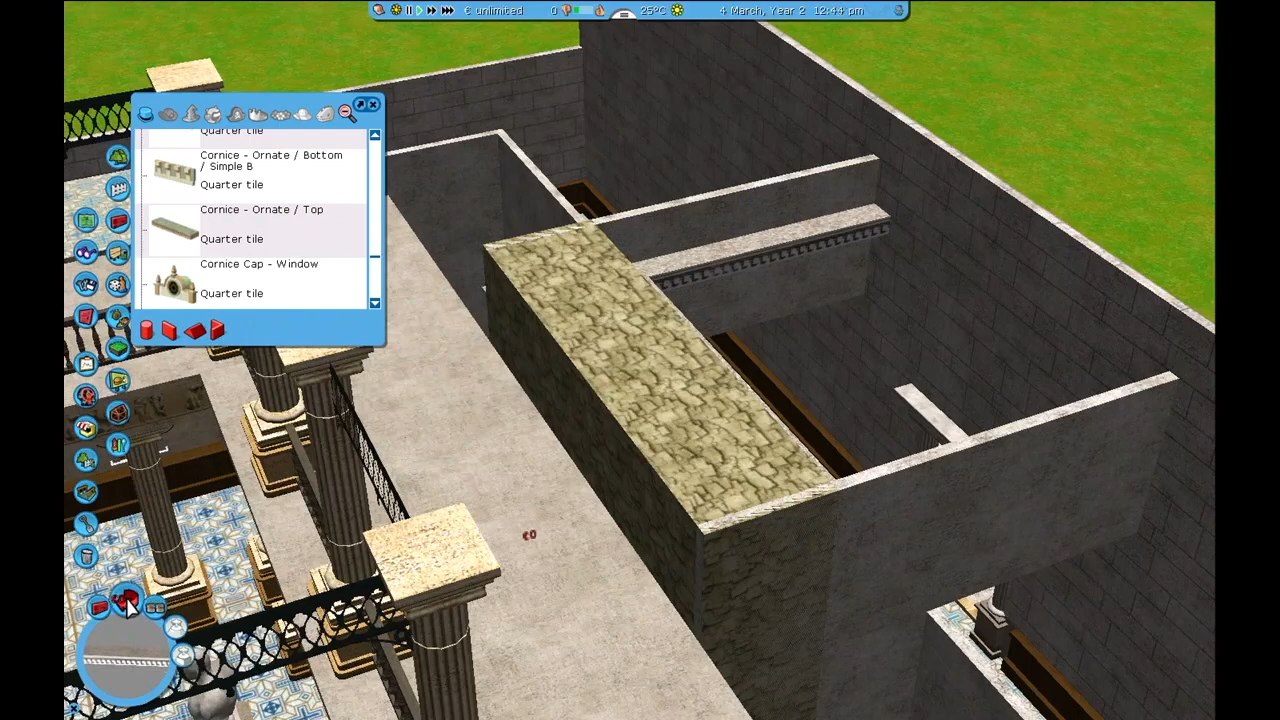 € unlimited 0 25ºC 4 March, Year 2 12:44 pm
Quarter tile
Cornice - Ornate / Bottom
/ Simple B
Quarter tile
Cornice - Ornate / Top
Quarter tile
Cornice Cap - Window
Quarter tile
€0